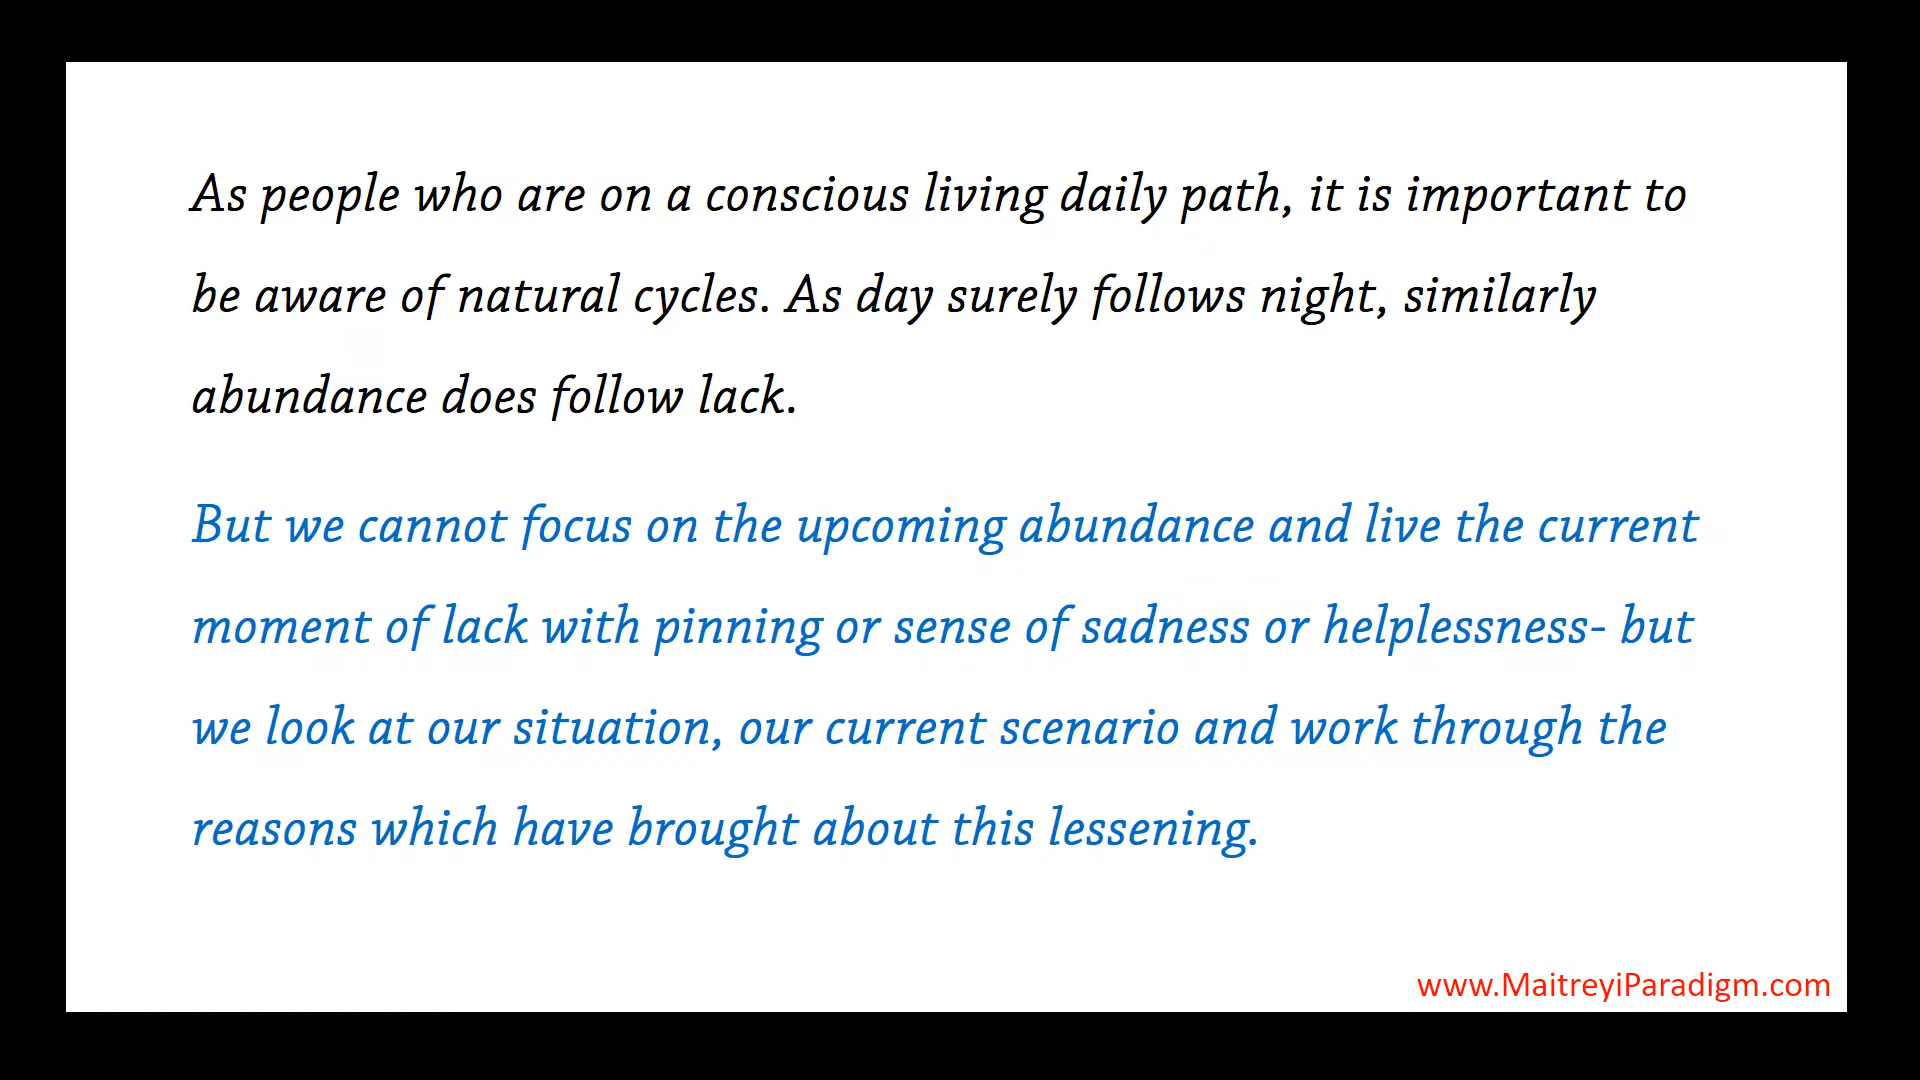 As people who are on a conscious living daily path, it is important to
be aware of natural cycles. As day surely follows night, similarly
abundance does follow lack.
But we cannot focus on the upcoming abundance and live the current
moment of lack with pinning or sense of sadness or helplessness- but
we look at our situation, our current scenario and work through the
reasons which have brought about this lessening.
www.MaitreyiParadigm.com